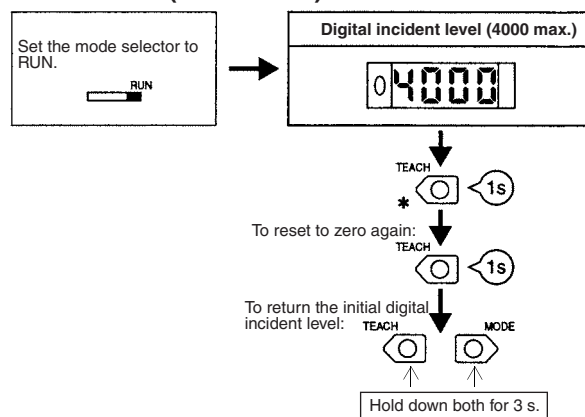 Digital incident level (4000 max.)
Set the mode selector to
RUN.
RUN
4000
TEACH
* 1s
To reset to zero again:
TEACH
1s
To return the initial digital
incident level:
TEACH MODE
Hold down both for 3 s.